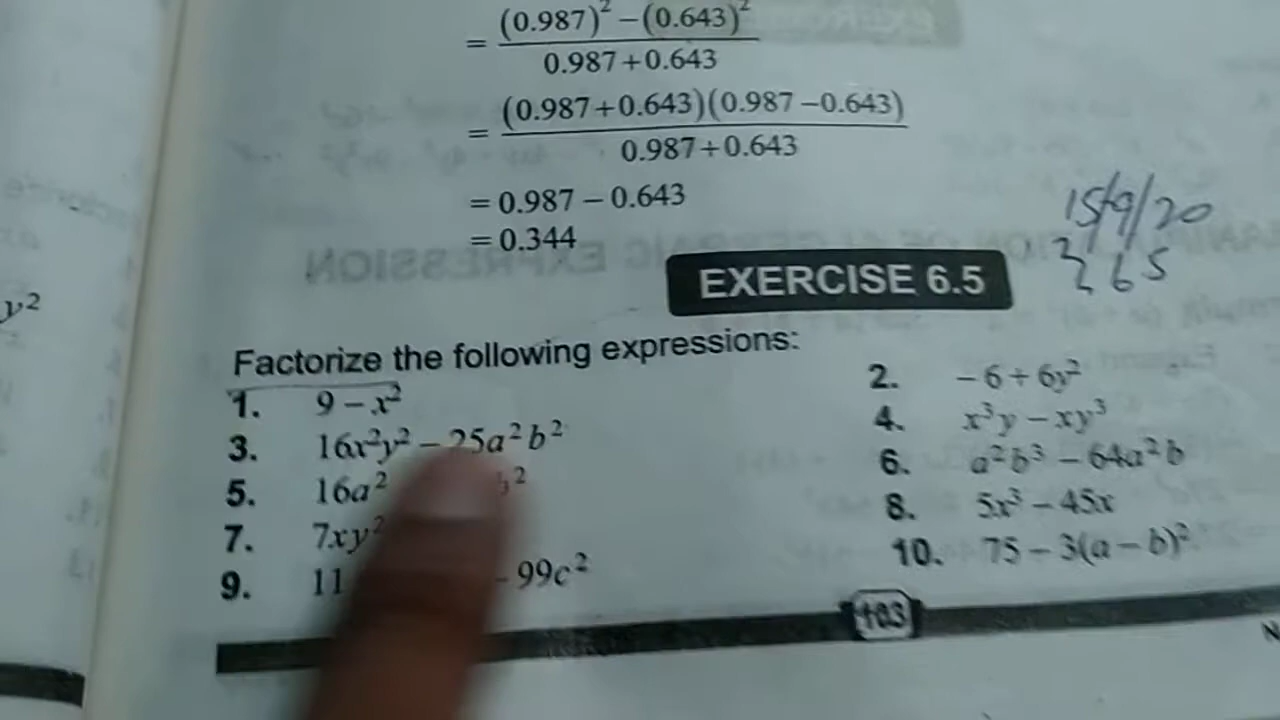 = (0.987)² − (0.643)² / 0.987 + 0.643
= (0.987 + 0.643)(0.987 − 0.643) / 0.987 + 0.643
= 0.987 − 0.643
= 0.344
15/9/20
265
y²
EXERCISE 6.5
Factorize the following expressions:
1. 9 − x²
2. − 6 + 6y²
3. 16x²y² − 25a²b²
4. x³y − xy³
5. 16a² b²
6. a²b³ − 64a²b
7. 7xy²
8. 5x³ − 45x
9. 11 − 99c²
10. 75 − 3(a − b)²
103